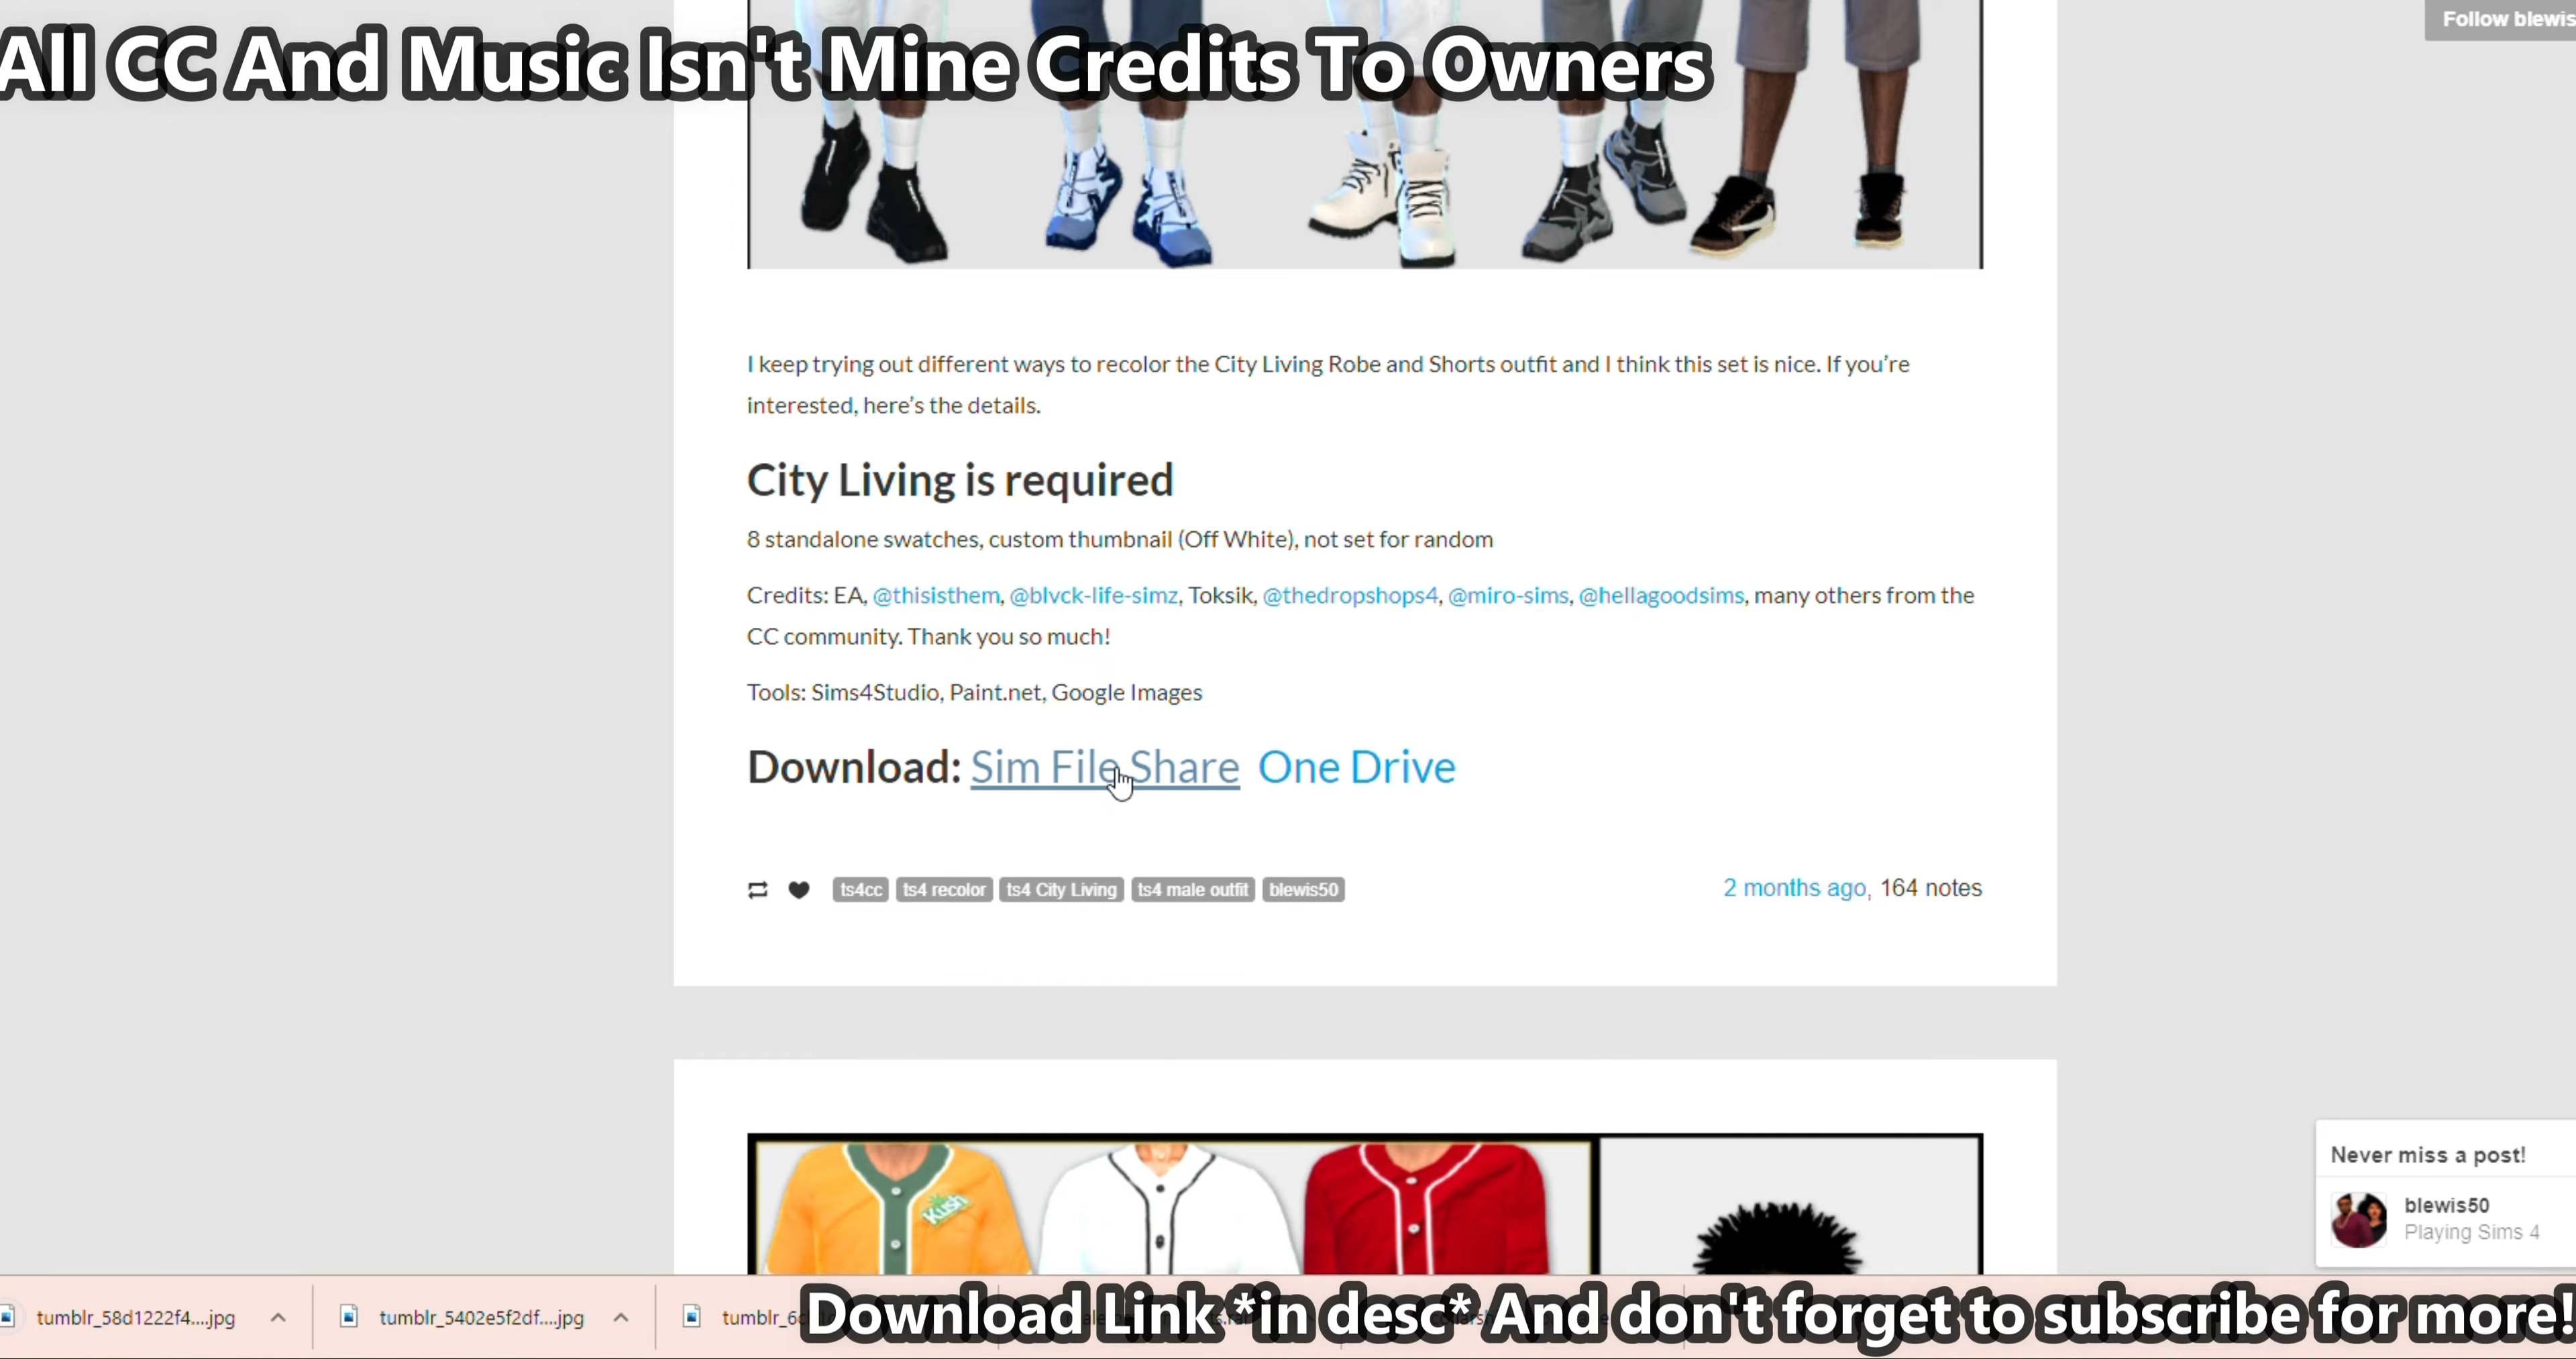 Follow blewis
All CC And Music Isn't Mine Credits To Owners
I keep trying out different ways to recolor the City Living Robe and Shorts outfit and I think this set is nice. If you're
interested, here's the details.
City Living is required
8 standalone swatches, custom thumbnail (Off White), not set for random
Credits: EA, @thisisthem, @blvck-life-simz, Toksik, @thedropshops4, @miro-sims, @hellagoodsims, many others from the
CC community. Thank you so much!
Tools: Sims4Studio, Paint.net, Google Images
Download: Sim File Share One Drive
ts4cc ts4 recolor ts4 City Living ts4 male outfit blewis50
2 months ago, 164 notes
Kush
Never miss a post!
blewis50
Playing Sims 4
tumblr_58d1222f4....jpg tumblr_5402e5f2df....jpg
Download Link *in desc* And don't forget to subscribe for more!